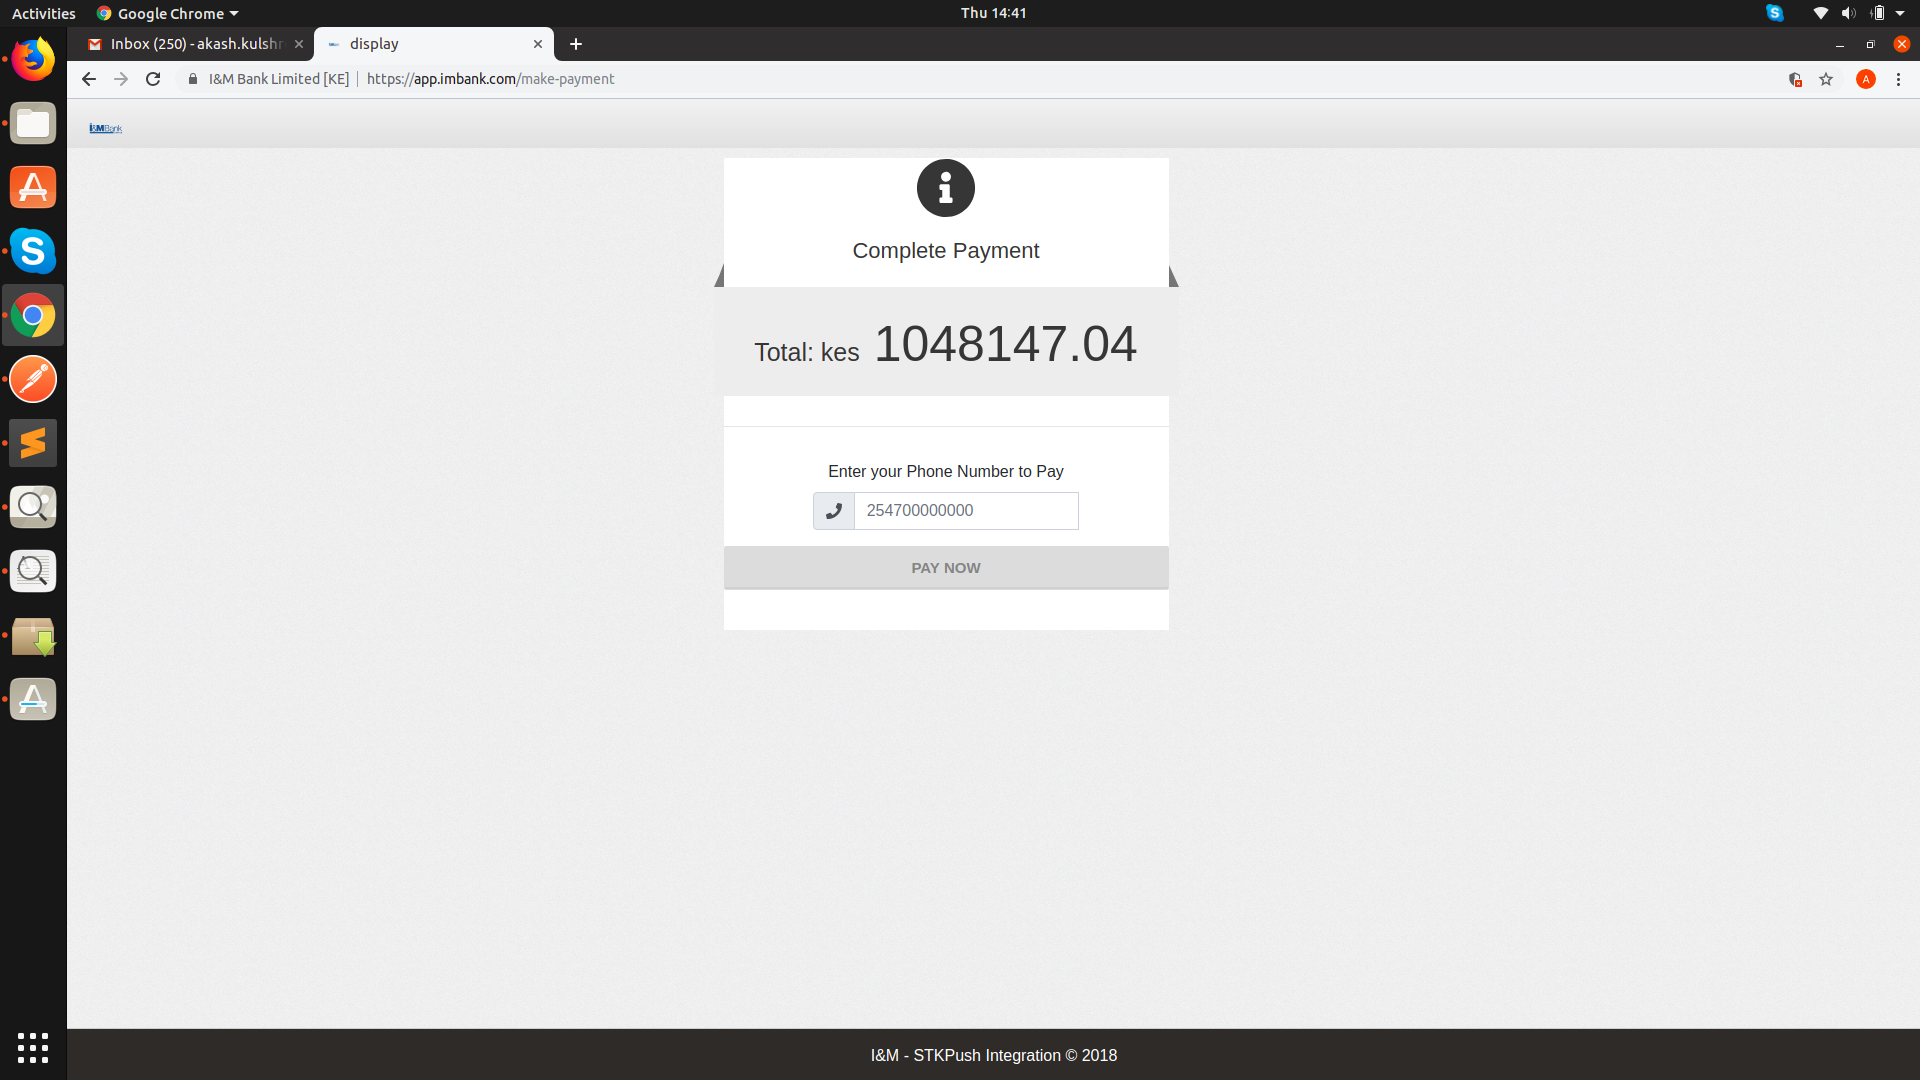 Activities
Google Chrome
Thu 14:41
Inbox (250) - akash.kulshr
display
I&M Bank Limited [KE]
https://app.imbank.com/make-payment
A
I&M Bank
Complete Payment
Total: kes 1048147.04
Enter your Phone Number to Pay
254700000000
PAY NOW
I&M - STKPush Integration © 2018